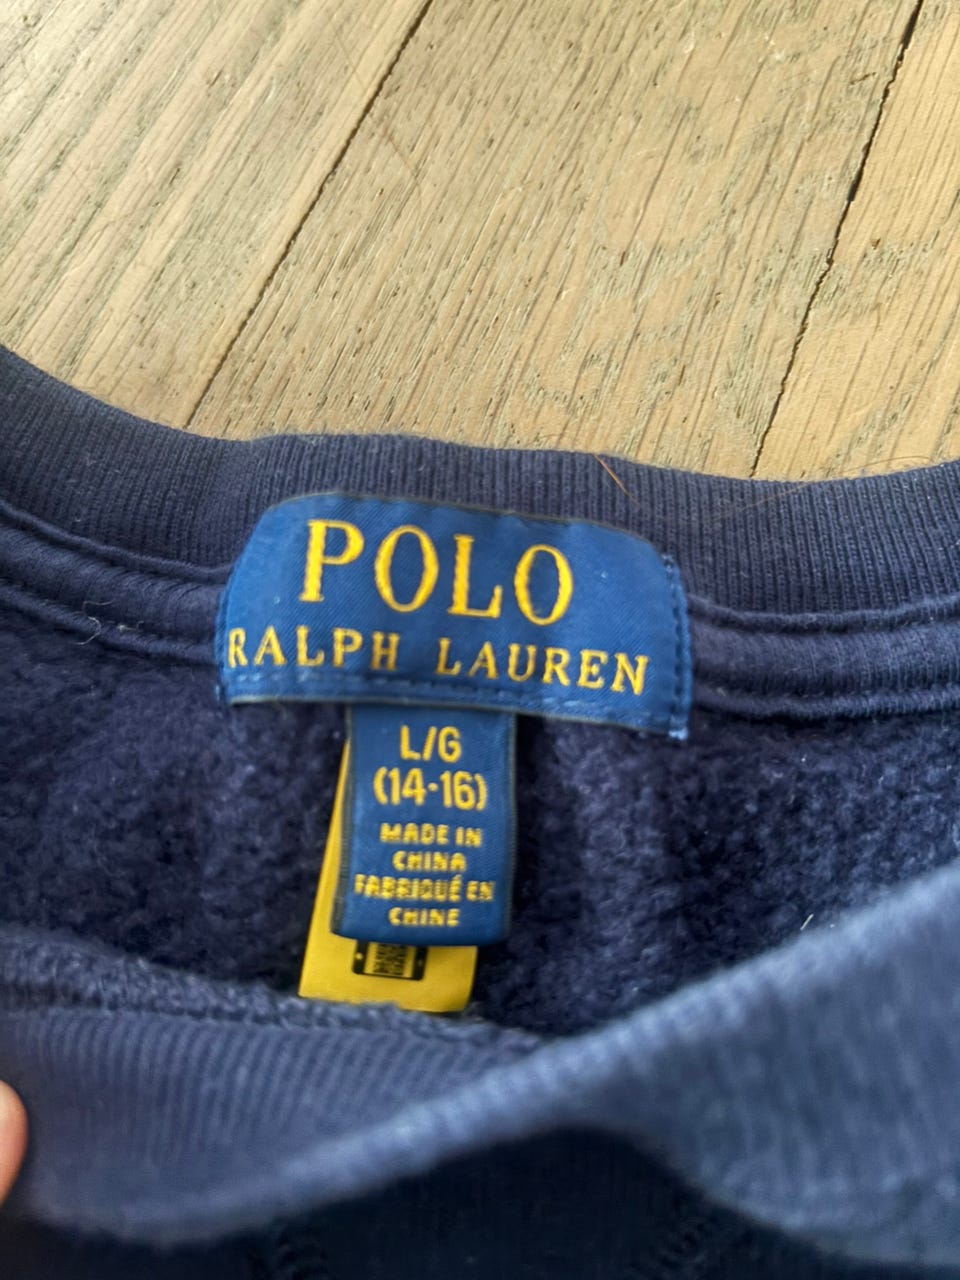 POLO
RALPH LAUREN
L/G
(14-16)
MADE IN
CHINA
FABRIQUÉ EN
CHINE